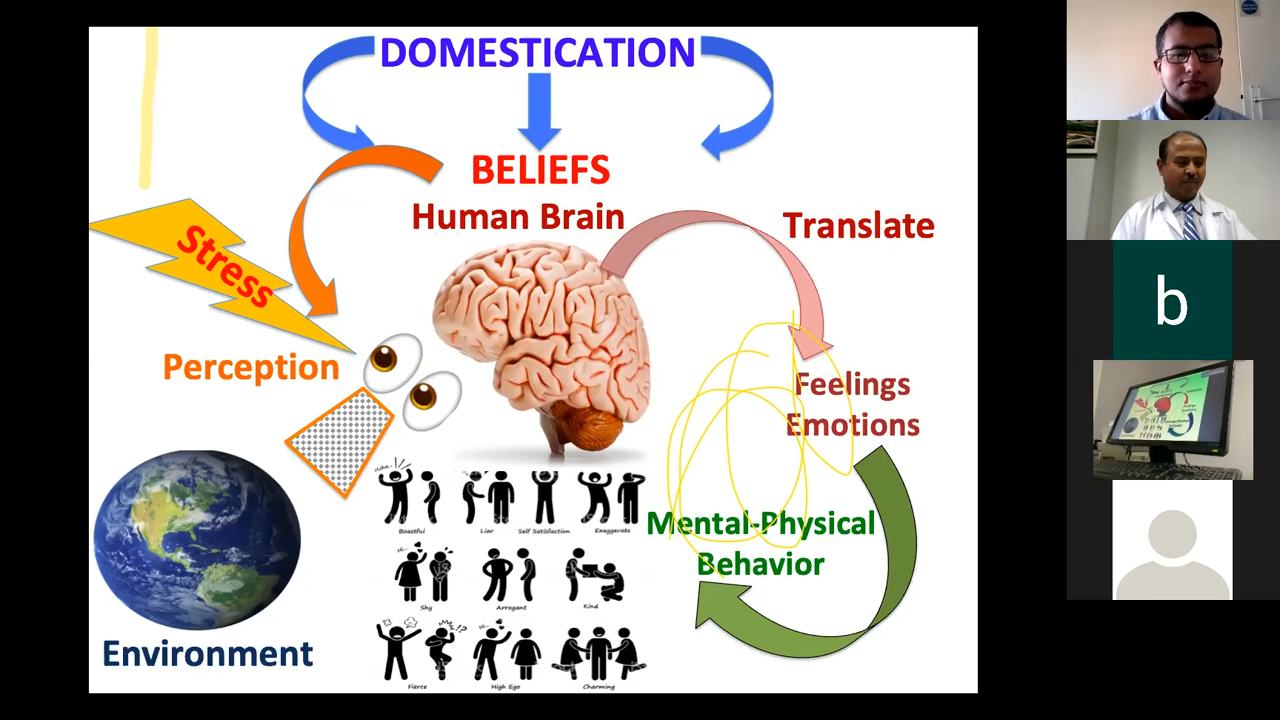 DOMESTICATION
BELIEFS
Human Brain
Translate
Stress
Perception
Feelings
Emotions
Mental-Physical
Behavior
Environment
Boastful
Liar
Self Satisfaction
Exaggerate
Hi...
Shy
Arrogant
Kind
!?
Fierce
High Ego
Charming
b